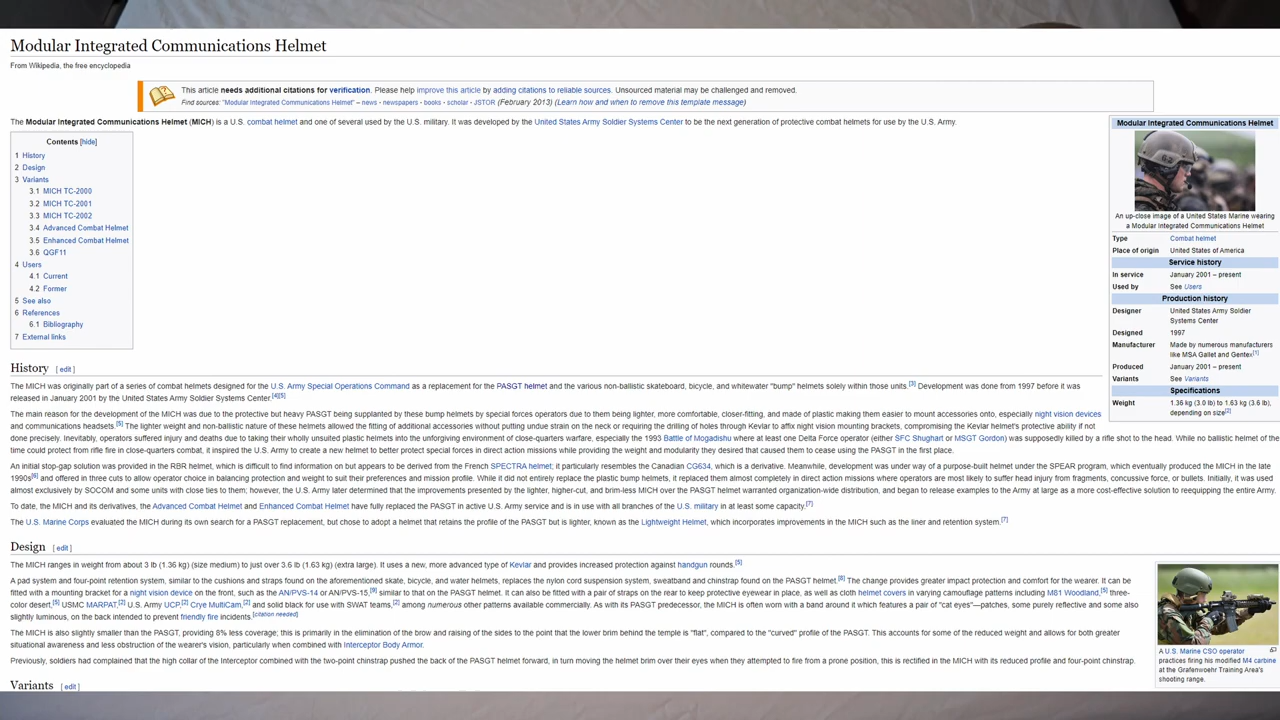 Modular Integrated Communications Helmet
From Wikipedia, the free encyclopedia
This article needs additional citations for verification. Please help improve this article by adding citations to reliable sources. Unsourced material may be challenged and removed.
Find sources: "Modular Integrated Communications Helmet" – news · newspapers · books · scholar · JSTOR (February 2013) (Learn how and when to remove this template message)
The Modular Integrated Communications Helmet (MICH) is a U.S. combat helmet and one of several used by the U.S. military. It was developed by the United States Army Soldier Systems Center to be the next generation of protective combat helmets for use by the U.S. Army.
Contents [hide]
1 History
2 Design
3 Variants
3.1 MICH TC-2000
3.2 MICH TC-2001
3.3 MICH TC-2002
3.4 Advanced Combat Helmet
3.5 Enhanced Combat Helmet
3.6 QGF11
4 Users
4.1 Current
4.2 Former
5 See also
6 References
6.1 Bibliography
7 External links
Modular Integrated Communications Helmet
An up-close image of a United States Marine wearing
a Modular Integrated Communications Helmet
Type Combat helmet
Place of origin United States of America
Service history
In service January 2001 – present
Used by See Users
Production history
Designer United States Army Soldier
Systems Center
Designed 1997
Manufacturer Made by numerous manufacturers
like MSA Gallet and Gentex[1]
Produced January 2001 – present
Variants See Variants
Specifications
Weight 1.36 kg (3.0 lb) to 1.63 kg (3.6 lb),
depending on size[2]
History [ edit ]
The MICH was originally part of a series of combat helmets designed for the U.S. Army Special Operations Command as a replacement for the PASGT helmet and the various non-ballistic skateboard, bicycle, and whitewater "bump" helmets solely within those units.[3] Development was done from 1997 before it was
released in January 2001 by the United States Army Soldier Systems Center.[4][5]
The main reason for the development of the MICH was due to the protective but heavy PASGT being supplanted by these bump helmets by special forces operators due to them being lighter, more comfortable, closer-fitting, and made of plastic making them easier to mount accessories onto, especially night vision devices
and communications headsets.[5] The lighter weight and non-ballistic nature of these helmets allowed the fitting of additional accessories without putting undue strain on the neck or requiring the drilling of holes through Kevlar to affix night vision mounting brackets, compromising the Kevlar helmet's protective ability if not
done precisely. Inevitably, operators suffered injury and deaths due to taking their wholly unsuited plastic helmets into the unforgiving environment of close-quarters warfare, especially the 1993 Battle of Mogadishu where at least one Delta Force operator (either SFC Shughart or MSGT Gordon) was supposedly killed by a rifle shot to the head. While no ballistic helmet of the
time could protect from rifle fire in close-quarters combat, it inspired the U.S. Army to create a new helmet to better protect special forces in direct action missions while providing the weight and modularity they desired that caused them to cease using the PASGT in the first place.
An initial stop-gap solution was provided in the RBR helmet, which is difficult to find information on but appears to be derived from the French SPECTRA helmet; it particularly resembles the Canadian CG634, which is a derivative. Meanwhile, development was under way of a purpose-built helmet under the SPEAR program, which eventually produced the MICH in the late
1990s[6] and offered in three cuts to allow operator choice in balancing protection and weight to suit their preferences and mission profile. While it did not entirely replace the plastic bump helmets, it replaced them almost completely in direct action missions where operators are most likely to suffer head injury from fragments, concussive force, or bullets. Initially, it was used
almost exclusively by SOCOM and some units with close ties to them; however, the U.S. Army later determined that the improvements presented by the lighter, higher-cut, and brim-less MICH over the PASGT helmet warranted organization-wide distribution, and began to release examples to the Army at large as a more cost-effective solution to reequipping the entire Army.
To date, the MICH and its derivatives, the Advanced Combat Helmet and Enhanced Combat Helmet have fully replaced the PASGT in active U.S. Army service and is in use with all branches of the U.S. military in at least some capacity.[7]
The U.S. Marine Corps evaluated the MICH during its own search for a PASGT replacement, but chose to adopt a helmet that retains the profile of the PASGT but is lighter, known as the Lightweight Helmet, which incorporates improvements in the MICH such as the liner and retention system.[7]
Design [ edit ]
The MICH ranges in weight from about 3 lb (1.36 kg) (size medium) to just over 3.6 lb (1.63 kg) (extra large). It uses a new, more advanced type of Kevlar and provides increased protection against handgun rounds.[5]
A pad system and four-point retention system, similar to the cushions and straps found on the aforementioned skate, bicycle, and water helmets, replaces the nylon cord suspension system, sweatband and chinstrap found on the PASGT helmet.[8] The change provides greater impact protection and comfort for the wearer. It can be
fitted with a mounting bracket for a night vision device on the front, such as the AN/PVS-14 or AN/PVS-15,[9] similar to that on the PASGT helmet. It can also be fitted with a pair of straps on the rear to keep protective eyewear in place, as well as cloth helmet covers in varying camouflage patterns including M81 Woodland,[5] three-
color desert,[5] USMC MARPAT,[2] U.S. Army UCP,[2] Crye MultiCam,[2] and solid black for use with SWAT teams,[2] among numerous other patterns available commercially. As with its PASGT predecessor, the MICH is often worn with a band around it which features a pair of "cat eyes"—patches, some purely reflective and some also
slightly luminous, on the back intended to prevent friendly fire incidents.[citation needed]
The MICH is also slightly smaller than the PASGT, providing 8% less coverage; this is primarily in the elimination of the brow and raising of the sides to the point that the lower brim behind the temple is "flat", compared to the "curved" profile of the PASGT. This accounts for some of the reduced weight and allows for both greater
situational awareness and less obstruction of the wearer's vision, particularly when combined with Interceptor Body Armor.
Previously, soldiers had complained that the high collar of the Interceptor combined with the two-point chinstrap pushed the back of the PASGT helmet forward, in turn moving the helmet brim over their eyes when they attempted to fire from a prone position, this is rectified in the MICH with its reduced profile and four-point chinstrap.
A U.S. Marine CSO operator
practices firing his modified M4 carbine
at the Grafenwoehr Training Area's
shooting range.
Variants [ edit ]